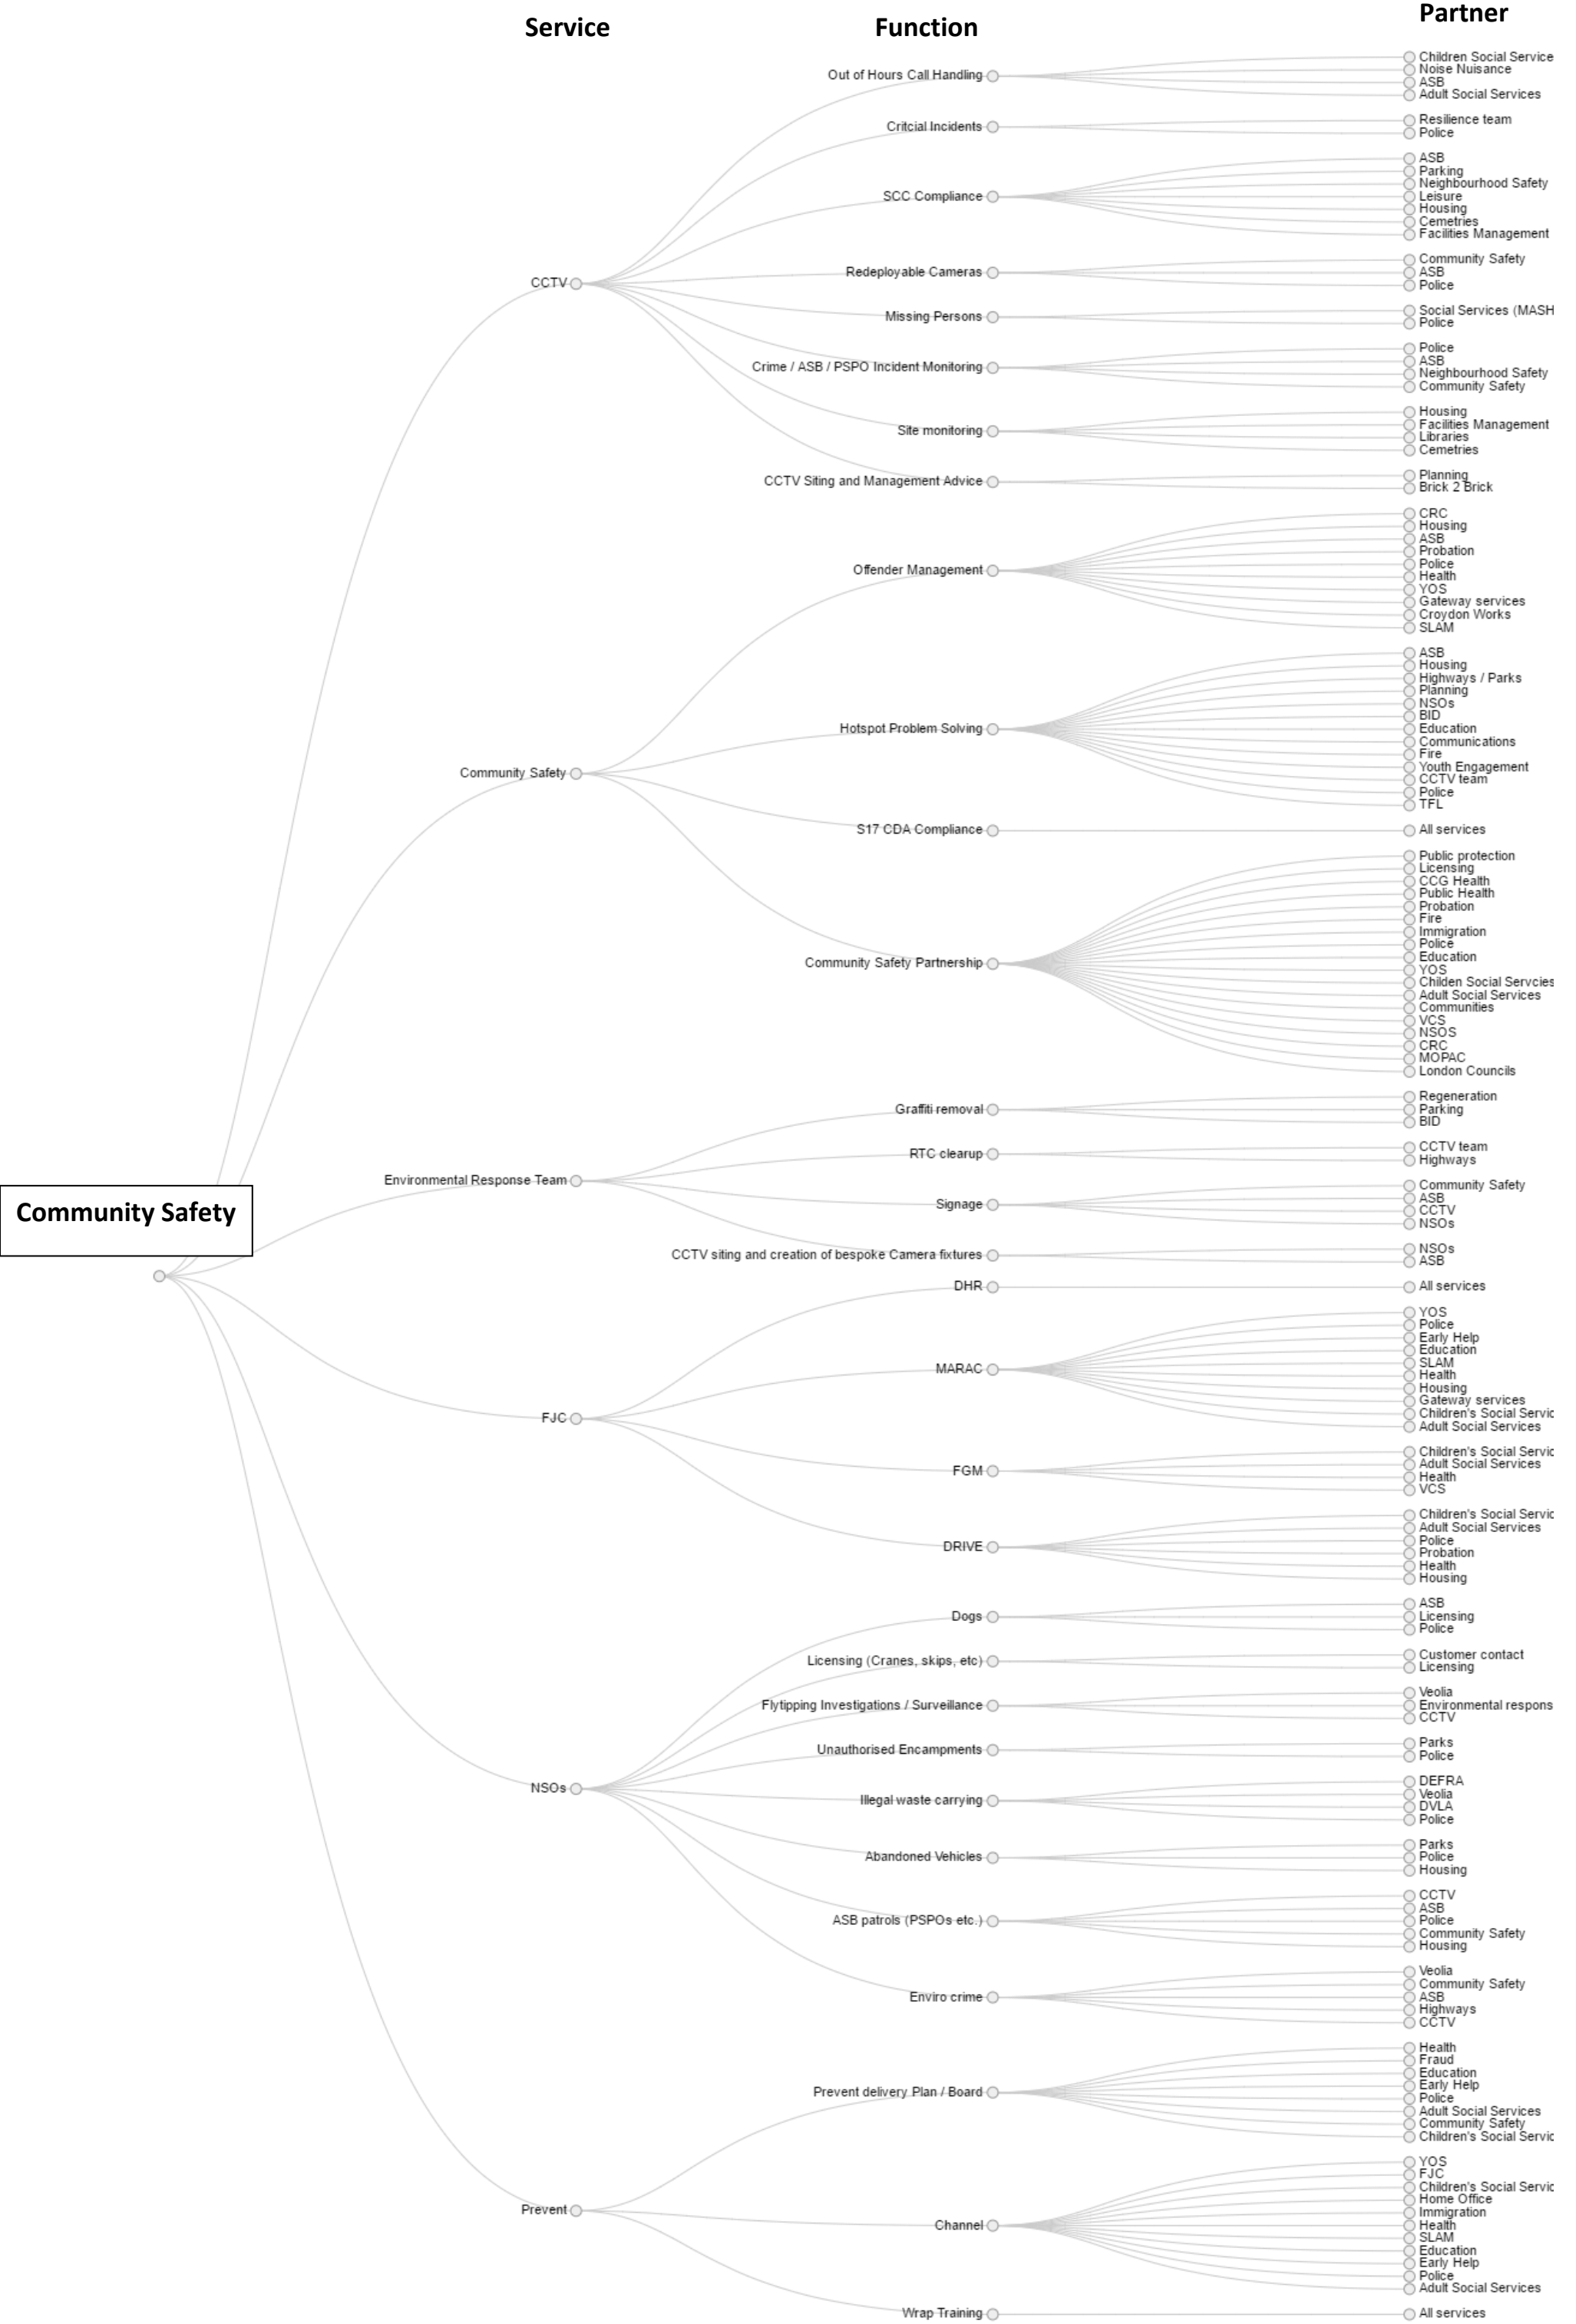 Service
Function
Partner
Community Safety
CCTV
Out of Hours Call Handling
Children Social Service
Noise Nuisance
ASB
Adult Social Services
Critcial Incidents
Resilience team
Police
SCC Compliance
ASB
Parking
Neighbourhood Safety
Leisure
Housing
Cemetries
Facilities Management
Redeployable Cameras
Community Safety
ASB
Police
Missing Persons
Social Services (MASH
Police
Crime / ASB / PSPO Incident Monitoring
Police
ASB
Neighbourhood Safety
Community Safety
Site monitoring
Housing
Facilities Management
Libraries
Cemetries
CCTV Siting and Management Advice
Planning
Brick 2 Brick
Community Safety
Offender Management
CRC
Housing
ASB
Probation
Police
Health
YOS
Gateway services
Croydon Works
SLAM
Hotspot Problem Solving
ASB
Housing
Highways / Parks
Planning
NSOs
BID
Education
Communications
Fire
Youth Engagement
CCTV team
Police
TFL
S17 CDA Compliance
All services
Community Safety Partnership
Public protection
Licensing
CCG Health
Public Health
Probation
Fire
Immigration
Police
Education
YOS
Childen Social Servcies
Adult Social Services
Communities
VCS
NSOS
CRC
MOPAC
London Councils
Environmental Response Team
Graffiti removal
Regeneration
Parking
BID
RTC clearup
CCTV team
Highways
Signage
Community Safety
ASB
CCTV
NSOs
CCTV siting and creation of bespoke Camera fixtures
NSOs
ASB
FJC
DHR
All services
MARAC
YOS
Police
Early Help
Education
SLAM
Health
Housing
Gateway services
Children's Social Servic
Adult Social Services
FGM
Children's Social Servic
Adult Social Services
Health
VCS
DRIVE
Children's Social Servic
Adult Social Services
Police
Probation
Health
Housing
NSOs
Dogs
ASB
Licensing
Police
Licensing (Cranes, skips, etc)
Customer contact
Licensing
Flytipping Investigations / Surveillance
Veolia
Environmental respons
CCTV
Unauthorised Encampments
Parks
Police
Illegal waste carrying
DEFRA
Veolia
DVLA
Police
Abandoned Vehicles
Parks
Police
Housing
ASB patrols (PSPOs etc.)
CCTV
ASB
Police
Community Safety
Housing
Enviro crime
Veolia
Community Safety
ASB
Highways
CCTV
Prevent
Prevent delivery Plan / Board
Health
Fraud
Education
Early Help
Police
Adult Social Services
Community Safety
Children's Social Servic
Channel
YOS
FJC
Children's Social Servic
Home Office
Immigration
Health
SLAM
Education
Early Help
Police
Adult Social Services
Wrap Training
All services